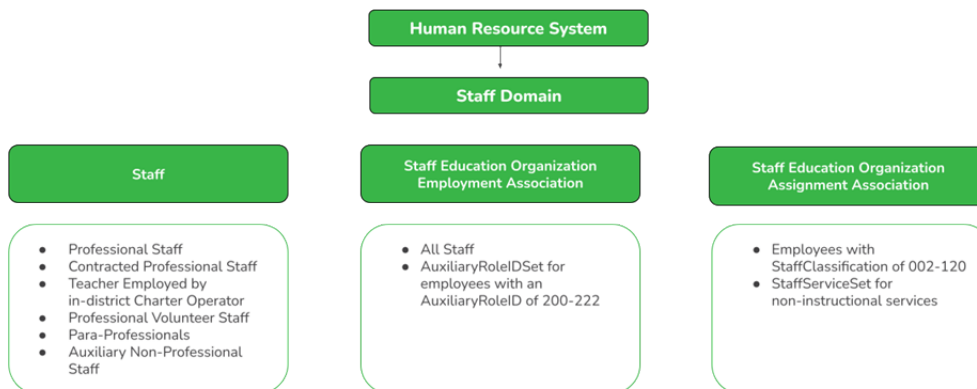 Human Resource System
Staff Domain
Staff
Staff Education Organization
Employment Association
Staff Education Organization
Assignment Association
● Professional Staff
● Contracted Professional Staff
● Teacher Employed by
in-district Charter Operator
● Professional Volunteer Staff
● Para-Professionals
● Auxiliary Non-Professional
Staff
● All Staff
● AuxiliaryRoleIDSet for
employees with an
AuxiliaryRoleID of 200-222
● Employees with
StaffClassification of 002-120
● StaffServiceSet for
non-instructional services